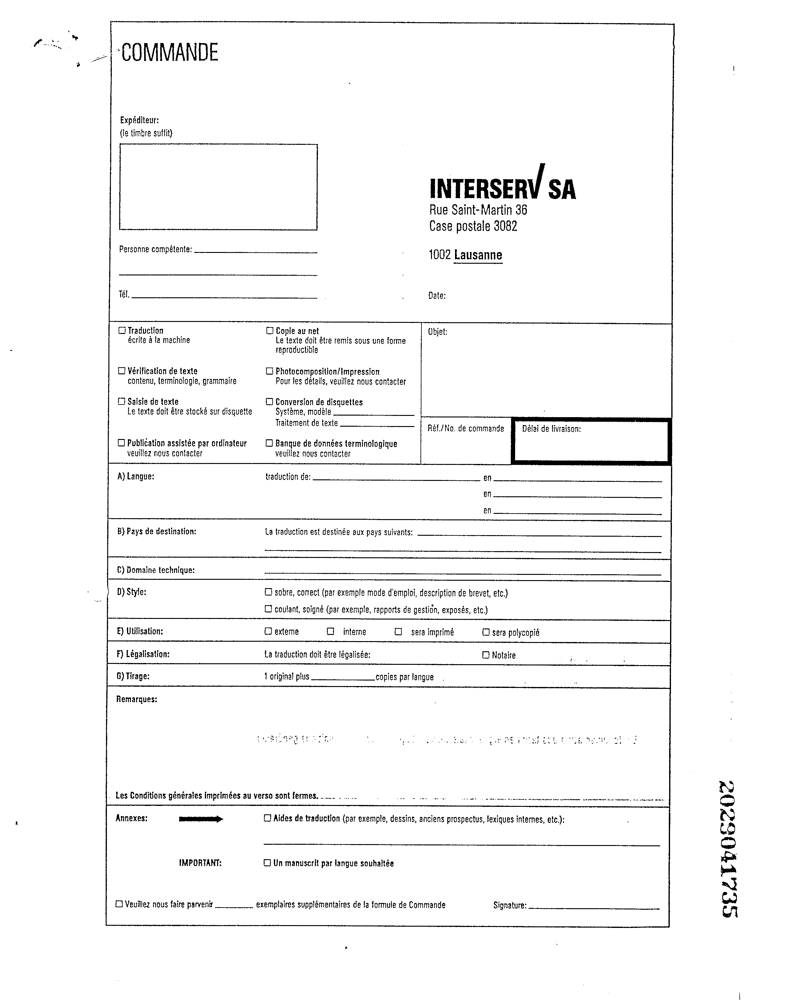 COMMANDE
Expéditeur:
(le timbre suffit)
INTERSERV SA
Rue Saint-Martin 36
Case postale 3082
1002 Lausanne
Personne compétente:
Tél.
Date:
☐ Traduction
écrite à la machine
☐ Vérification de texte
contenu, terminologie, grammaire
☐ Saisie de texte
Le texte doit être stocké sur disquette
☐ Publication assistée par ordinateur
veuillez nous contacter
☐ Copie au net
Le texte doit être remis sous une forme
reproductible
☐ Photocomposition/Impression
Pour les détails, veuillez nous contacter
☐ Conversion de disquettes
Système, modèle
Traitement de texte
☐ Banque de données terminologique
veuillez nous contacter
Objet:
Réf./No. de commande
Délai de livraison:
A) Langue: traduction de: en
en
en
B) Pays de destination: La traduction est destinée aux pays suivants:
C) Domaine technique:
D) Style: ☐ sobre, correct (par exemple mode d'emploi, description de brevet, etc.)
☐ coulant, soigné (par exemple, rapports de gestion, exposés, etc.)
E) Utilisation: ☐ externe ☐ interne ☐ sera imprimé ☐ sera polycopié
F) Légalisation: La traduction doit être légalisée: ☐ Notaire
G) Tirage: 1 original plus copies par langue
Remarques:
Les Conditions générales imprimées au verso sont fermes.
Annexes: ☐ Aides de traduction (par exemple, dessins, anciens prospectus, lexiques internes, etc.):
IMPORTANT: ☐ Un manuscrit par langue souhaitée
☐ Veuillez nous faire parvenir exemplaires supplémentaires de la formule de Commande Signature:
2029041735